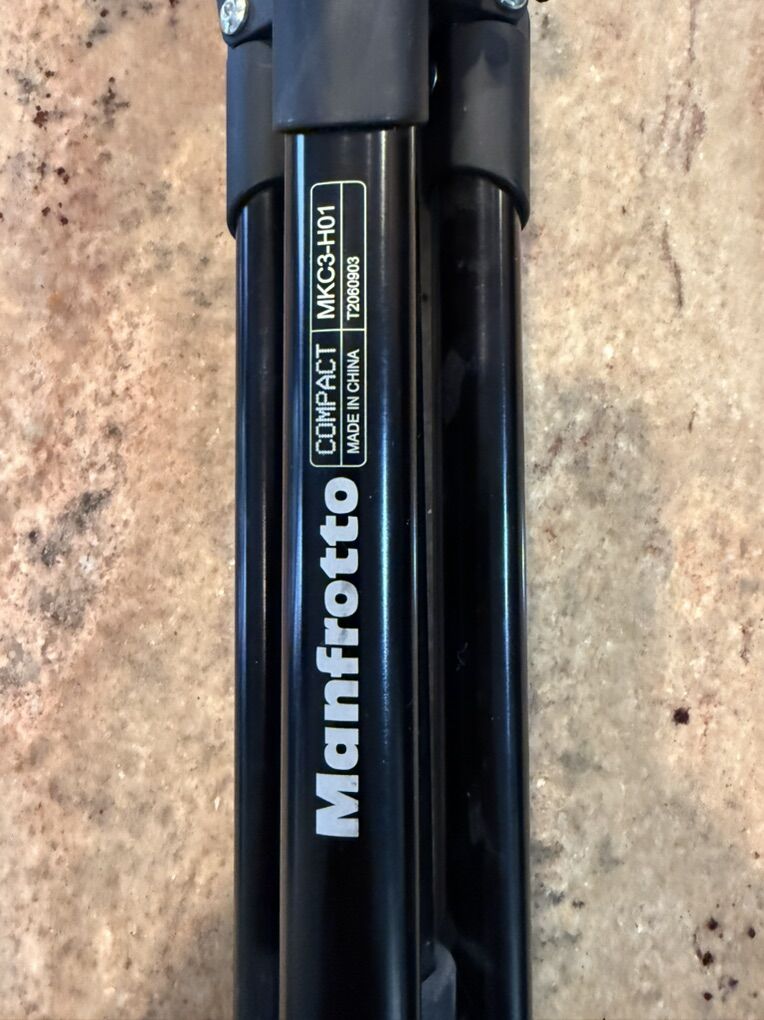 Manfrotto
COMPACT MKC3-H01
MADE IN CHINA T2060903